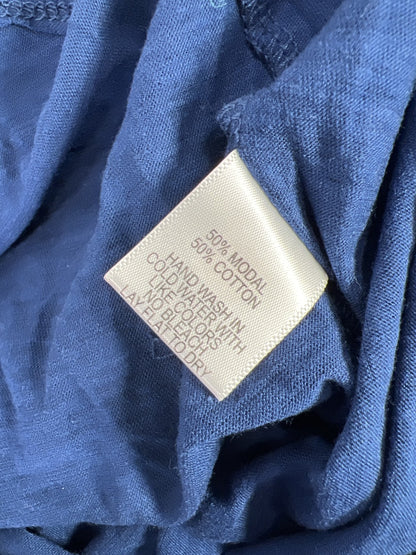 50% MODAL
50% COTTON
HAND WASH IN
COLD WATER WITH
LIKE COLORS
NO BLEACH
LAY FLAT TO DRY